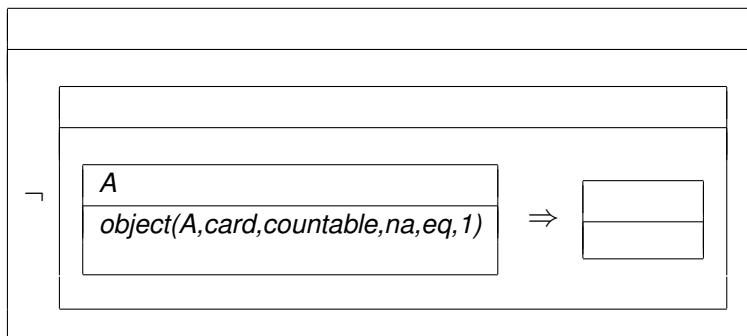 A
¬ object(A,card,countable,na,eq,1) ⇒